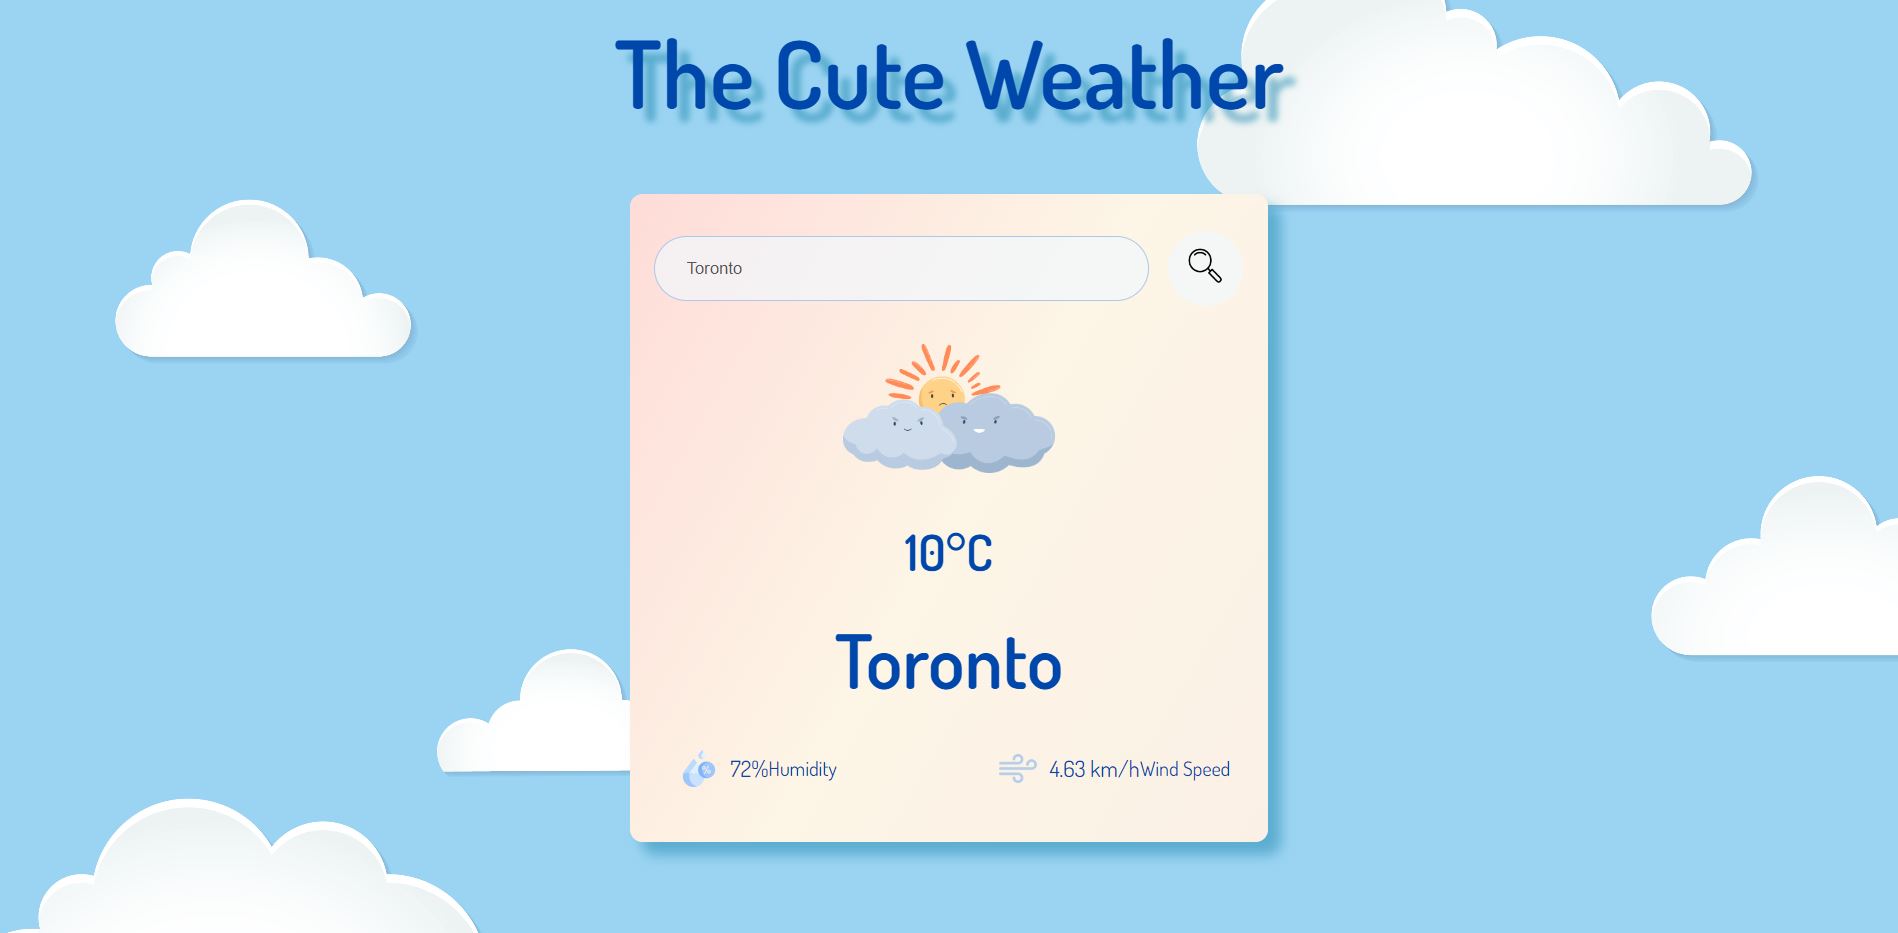 The Cute Weather
Toronto
10°C
Toronto
%
72%Humidity
4.63 km/hWind Speed